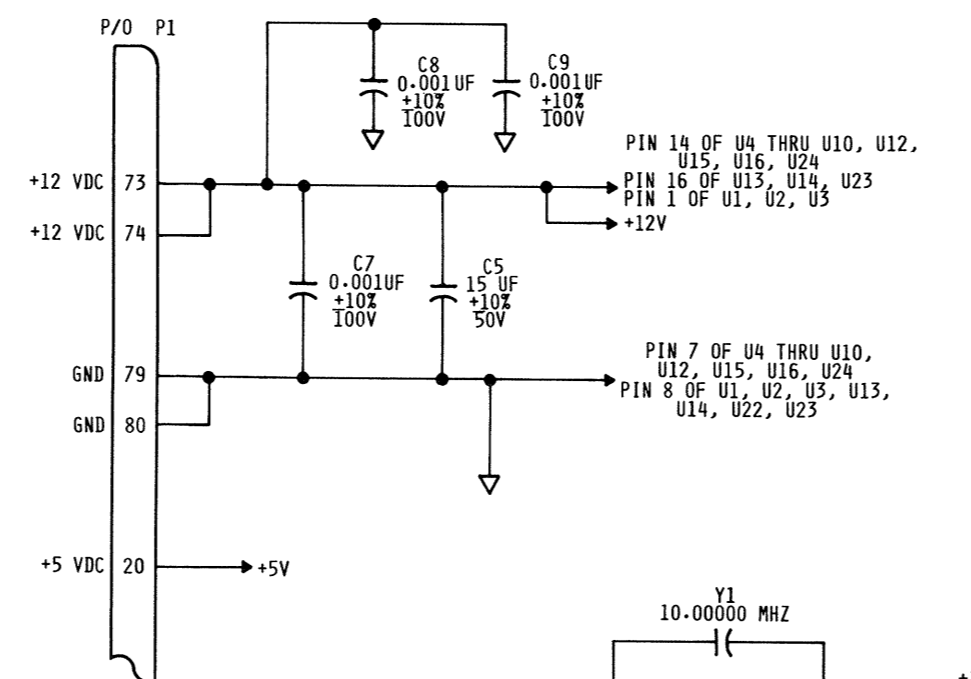 P/O P1
C8
0.001UF
+10%
100V
C9
0.001UF
+10%
100V
PIN 14 OF U4 THRU U10, U12,
U15, U16, U24
PIN 16 OF U13, U14, U23
PIN 1 OF U1, U2, U3
+12V
+12 VDC 73
+12 VDC 74
C7
0.001UF
+10%
100V
C5
15 UF
+10%
50V
GND 79
GND 80
PIN 7 OF U4 THRU U10,
U12, U15, U16, U24
PIN 8 OF U1, U2, U3, U13,
U14, U22, U23
+5 VDC 20
+5V
Y1
10.00000 MHZ